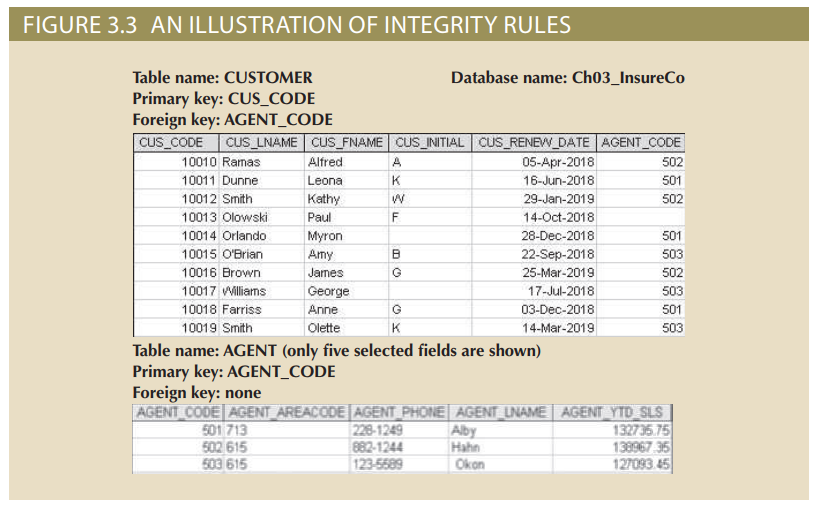 FIGURE 3.3 AN ILLUSTRATION OF INTEGRITY RULES
Table name: CUSTOMER Database name: Ch03_InsureCo
Primary key: CUS_CODE
Foreign key: AGENT_CODE
CUS_CODE CUS_LNAME CUS_FNAME CUS_INITIAL CUS_RENEW_DATE AGENT_CODE
10010 Ramas Alfred A 05-Apr-2018 502
10011 Dunne Leona K 16-Jun-2018 501
10012 Smith Kathy W 29-Jan-2019 502
10013 Olowski Paul F 14-Oct-2018
10014 Orlando Myron 28-Dec-2018 501
10015 O'Brian Amy B 22-Sep-2018 503
10016 Brown James G 25-Mar-2019 502
10017 Williams George 17-Jul-2018 503
10018 Farriss Anne G 03-Dec-2018 501
10019 Smith Olette K 14-Mar-2019 503
Table name: AGENT (only five selected fields are shown)
Primary key: AGENT_CODE
Foreign key: none
AGENT_CODE AGENT_AREACODE AGENT_PHONE AGENT_LNAME AGENT_YTD_SLS
501 713 228-1249 Alby 132735.75
502 615 882-1244 Hahn 138967.35
503 615 123-5589 Okon 127093.45